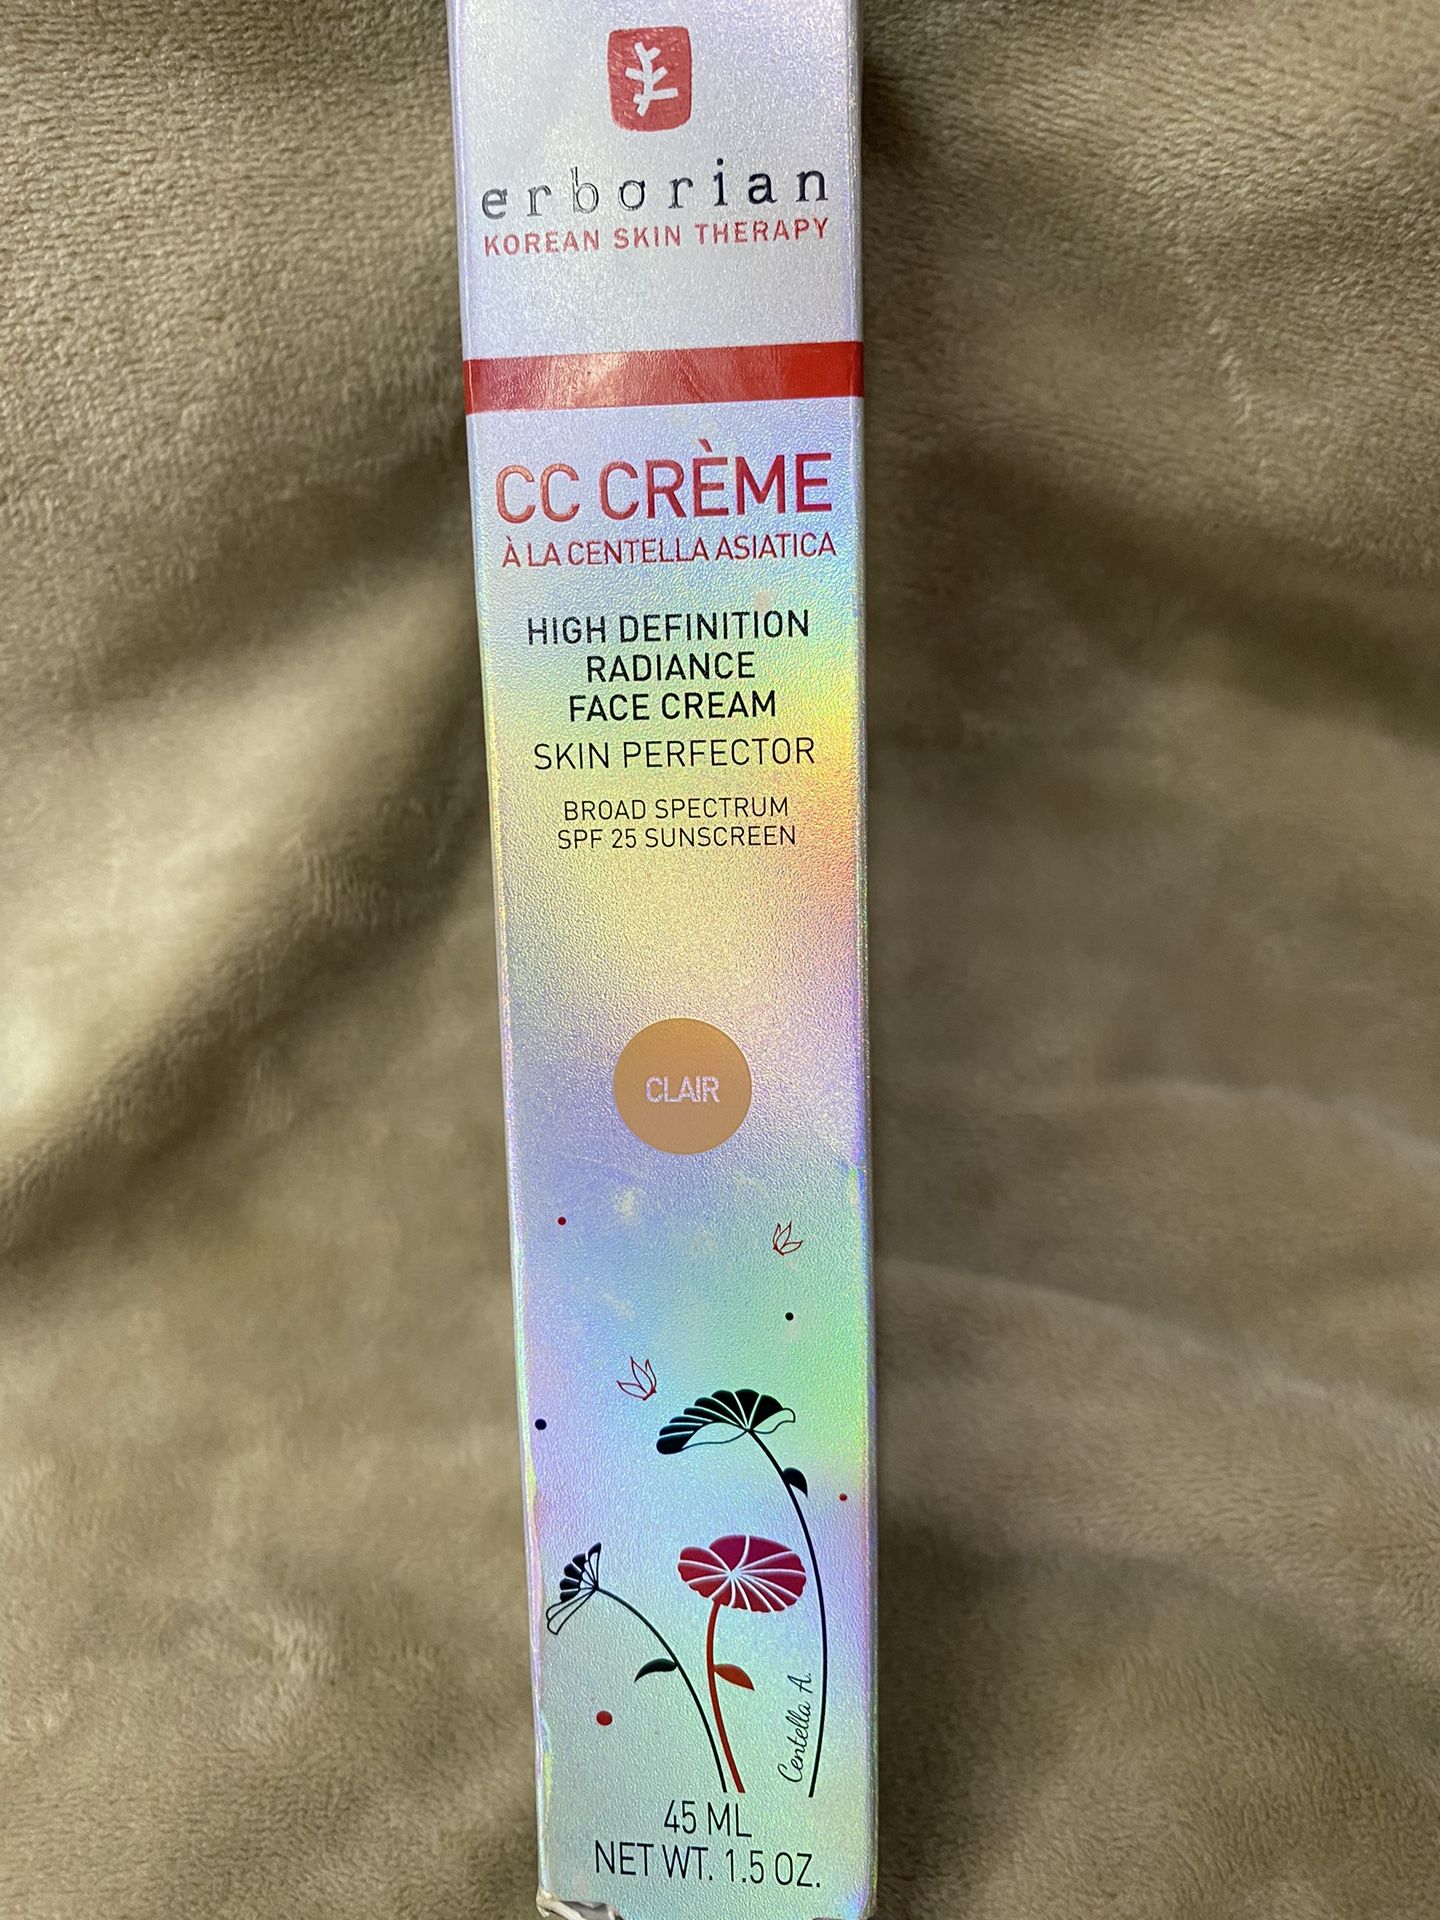 erborian
KOREAN SKIN THERAPY
CC CRÈME
À LA CENTELLA ASIATICA
HIGH DEFINITION
RADIANCE
FACE CREAM
SKIN PERFECTOR
BROAD SPECTRUM
SPF 25 SUNSCREEN
CLAIR
Centella A.
45 ML
NET WT. 1.5 OZ.